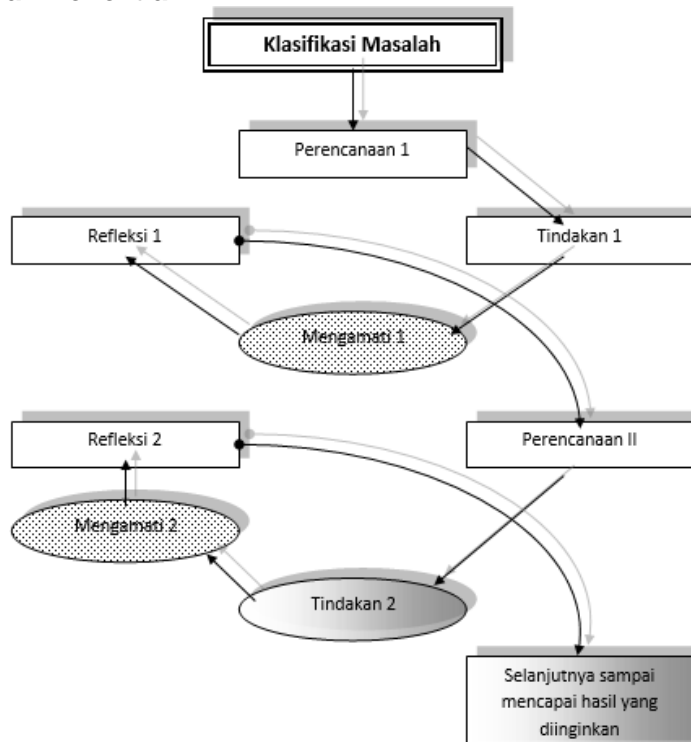 Klasifikasi Masalah
Perencanaan 1
Refleksi 1
Tindakan 1
Mengamati 1
Refleksi 2
Perencanaan II
Mengamati 2
Tindakan 2
Selanjutnya sampai
mencapai hasil yang
diinginkan